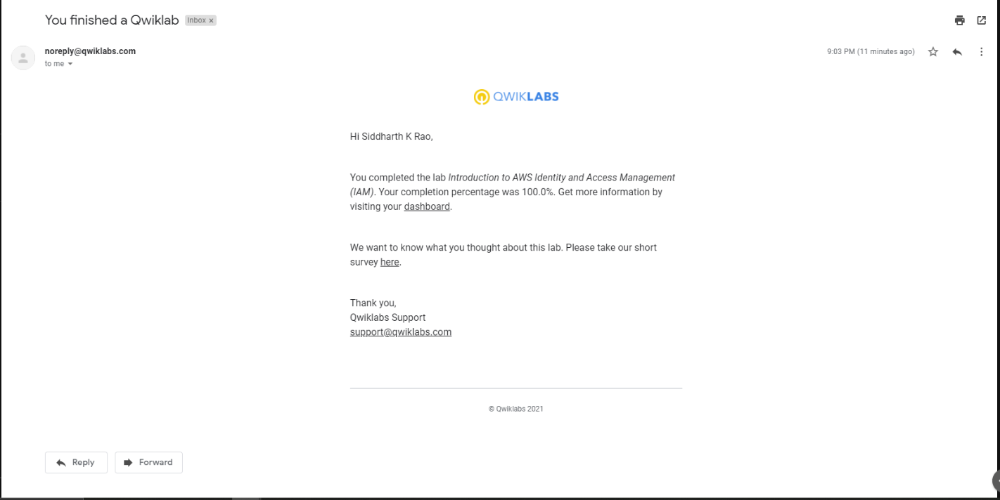 You finished a Qwiklab Inbox x
noreply@qwiklabs.com 9:03 PM (11 minutes ago)
to me
QWIKLABS
Hi Siddharth K Rao,
You completed the lab Introduction to AWS Identity and Access Management
(IAM). Your completion percentage was 100.0%. Get more information by
visiting your dashboard.
We want to know what you thought about this lab. Please take our short
survey here.
Thank you,
Qwiklabs Support
support@qwiklabs.com
© Qwiklabs 2021
Reply Forward